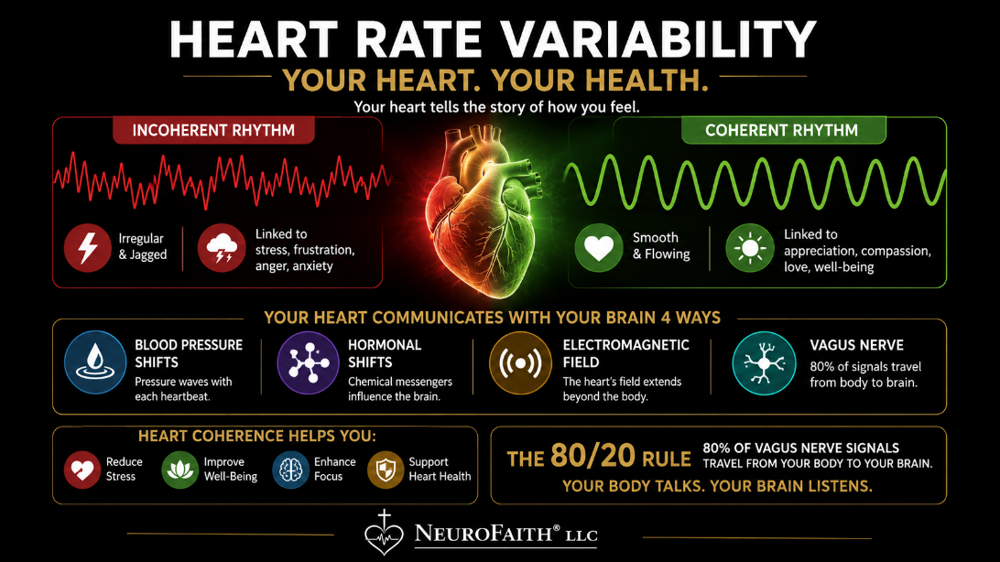 HEART RATE VARIABILITY
YOUR HEART. YOUR HEALTH.
Your heart tells the story of how you feel.
INCOHERENT RHYTHM
Irregular
& Jagged
Linked to
stress, frustration,
anger, anxiety
COHERENT RHYTHM
Smooth
& Flowing
Linked to
appreciation, compassion,
love, well-being
YOUR HEART COMMUNICATES WITH YOUR BRAIN 4 WAYS
BLOOD PRESSURE
SHIFTS
Pressure waves with
each heartbeat.
HORMONAL
SHIFTS
Chemical messengers
influence the brain.
ELECTROMAGNETIC
FIELD
The heart's field extends
beyond the body.
VAGUS NERVE
80% of signals travel
from body to brain.
HEART COHERENCE HELPS YOU:
Reduce
Stress
Improve
Well-Being
Enhance
Focus
Support
Heart Health
THE 80/20 RULE
80% OF VAGUS NERVE SIGNALS
TRAVEL FROM YOUR BODY TO YOUR BRAIN.
YOUR BODY TALKS. YOUR BRAIN LISTENS.
NEUROFAITH® LLC